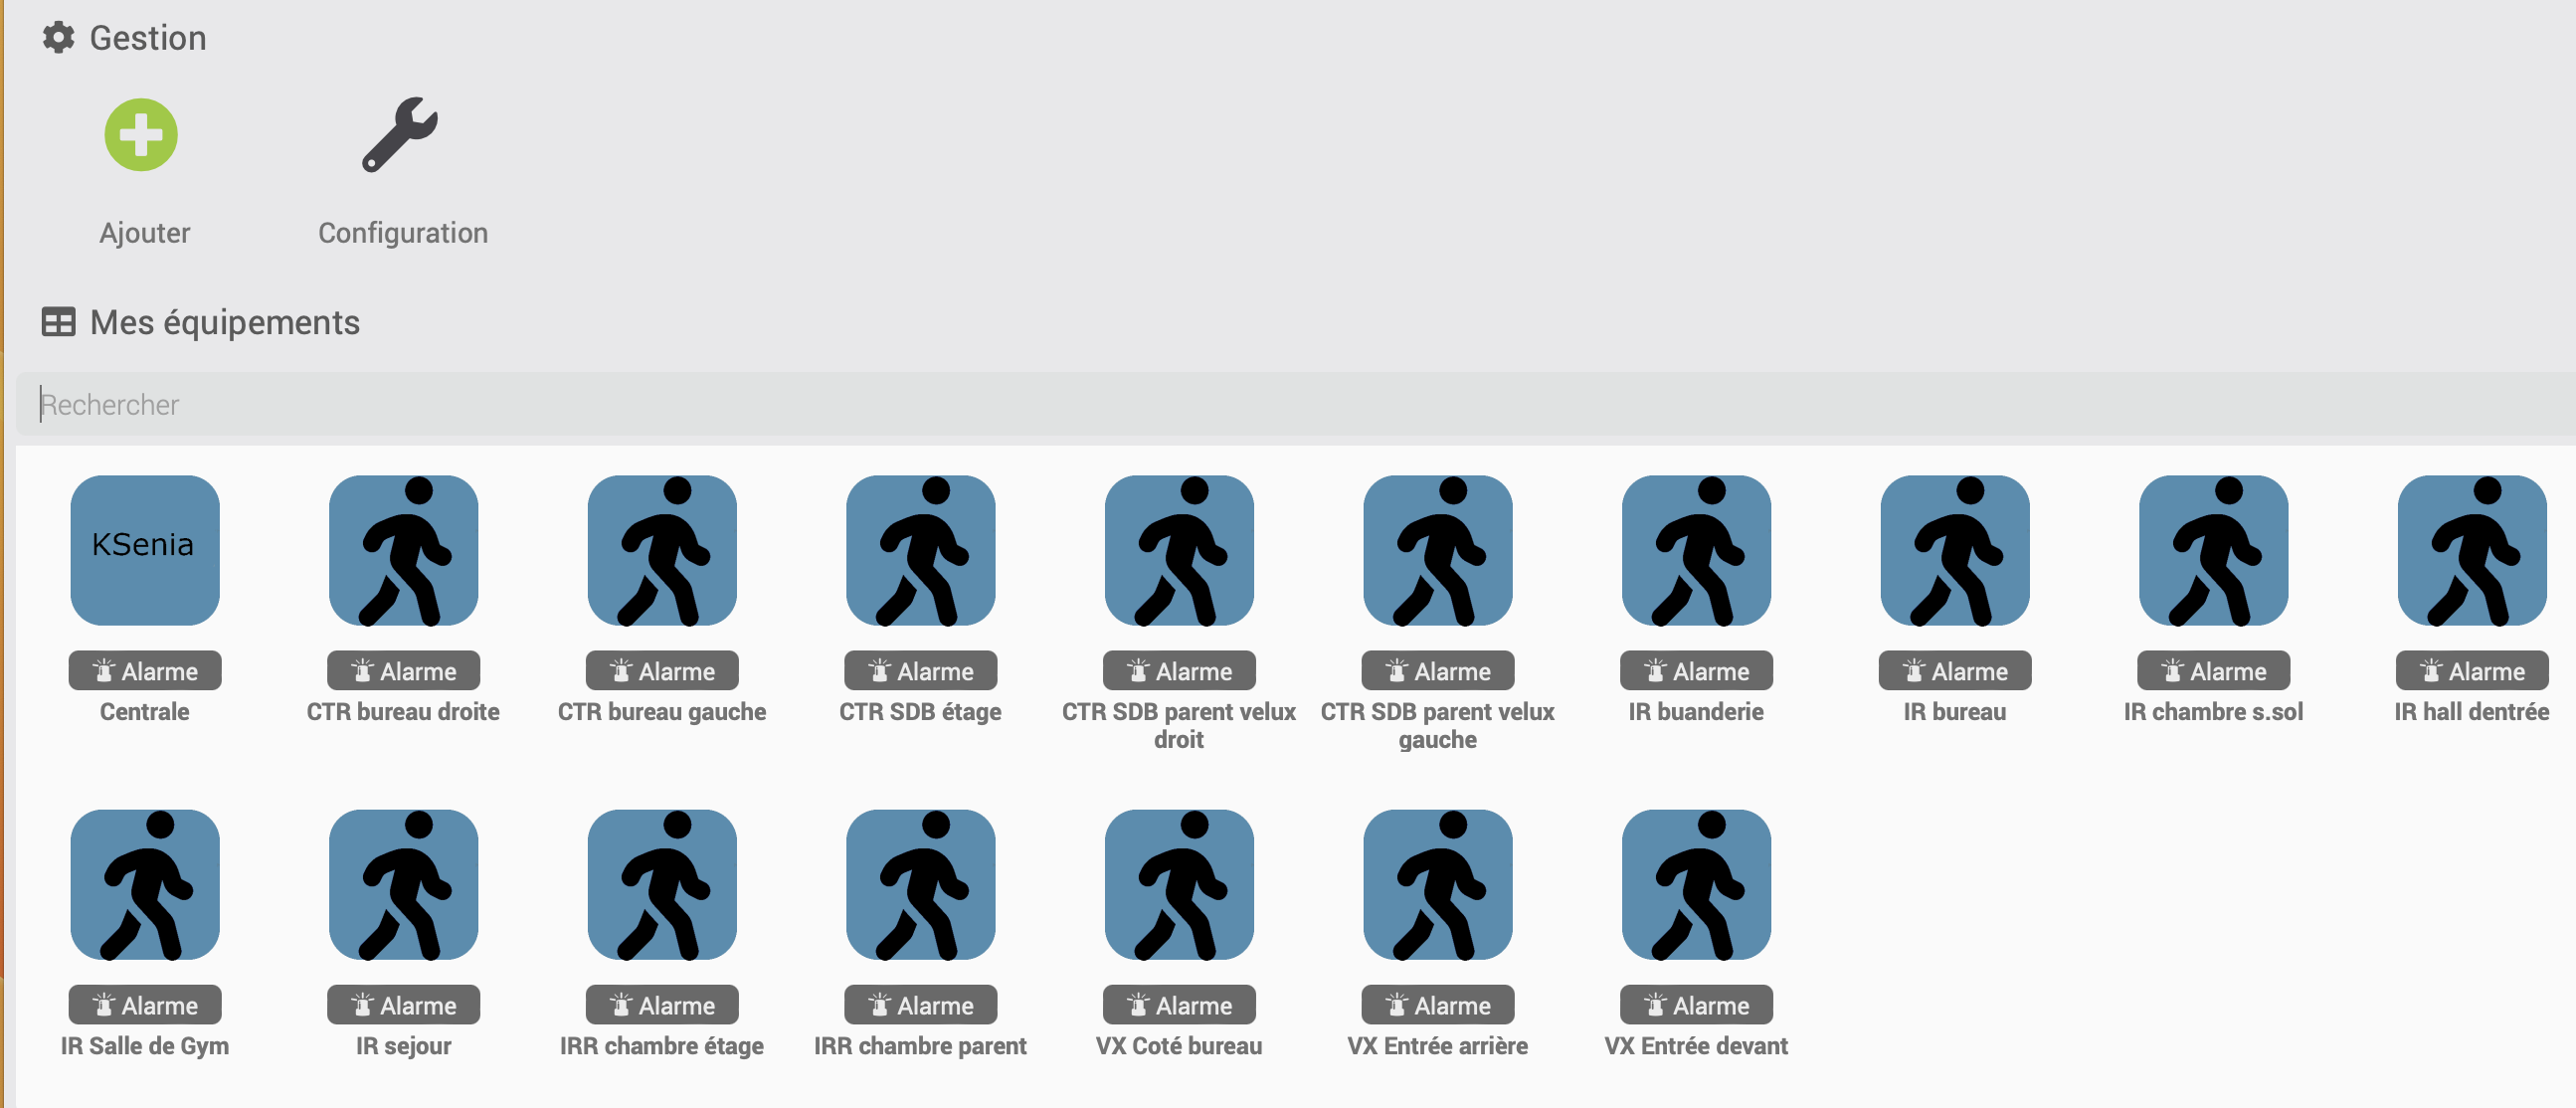 Gestion
Ajouter
Configuration
Mes équipements
Rechercher
KSenia
Alarme
Centrale
Alarme
CTR bureau droite
Alarme
CTR bureau gauche
Alarme
CTR SDB étage
Alarme
CTR SDB parent velux
droit
Alarme
CTR SDB parent velux
gauche
Alarme
IR buanderie
Alarme
IR bureau
Alarme
IR chambre s.sol
Alarme
IR hall dentrée
Alarme
IR Salle de Gym
Alarme
IR sejour
Alarme
IRR chambre étage
Alarme
IRR chambre parent
Alarme
VX Coté bureau
Alarme
VX Entrée arrière
Alarme
VX Entrée devant